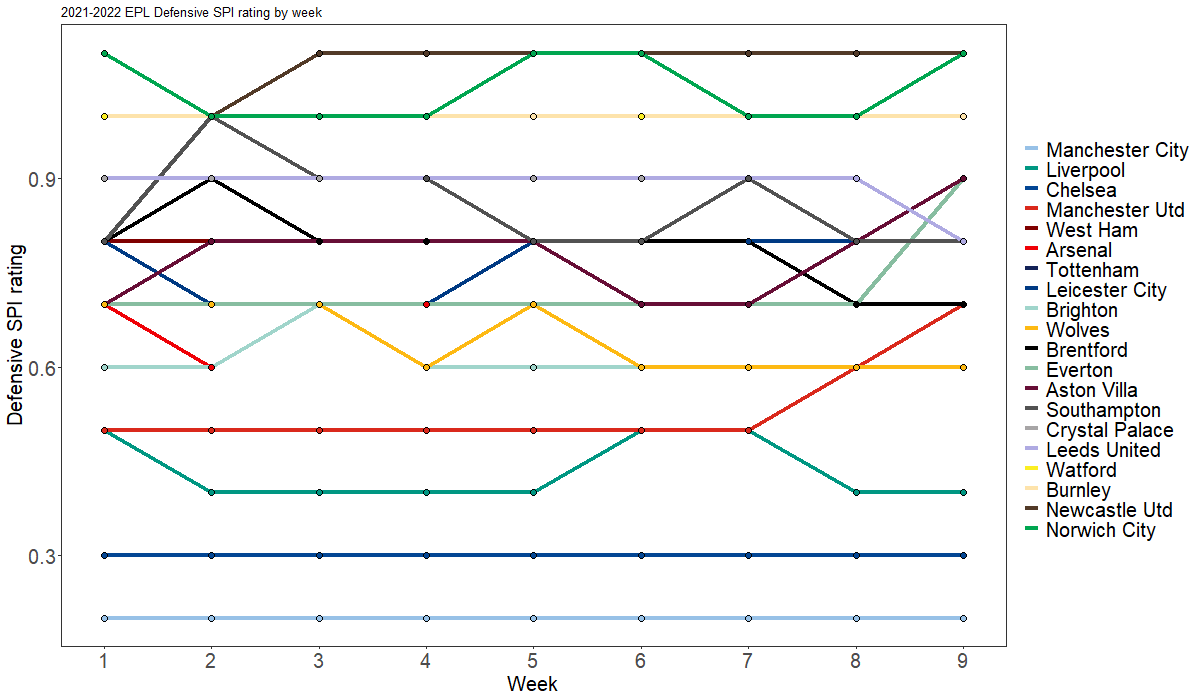 2021-2022 EPL Defensive SPI rating by week
Defensive SPI rating
0.9
0.6
0.3
1 2 3 4 5 6 7 8 9
Week
Manchester City
Liverpool
Chelsea
Manchester Utd
West Ham
Arsenal
Tottenham
Leicester City
Brighton
Wolves
Brentford
Everton
Aston Villa
Southampton
Crystal Palace
Leeds United
Watford
Burnley
Newcastle Utd
Norwich City